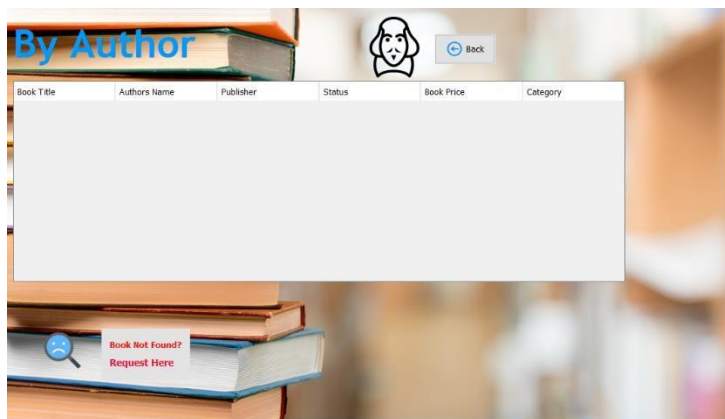 By Author
Back
Book Title Authors Name Publisher Status Book Price Category
Book Not Found?
Request Here